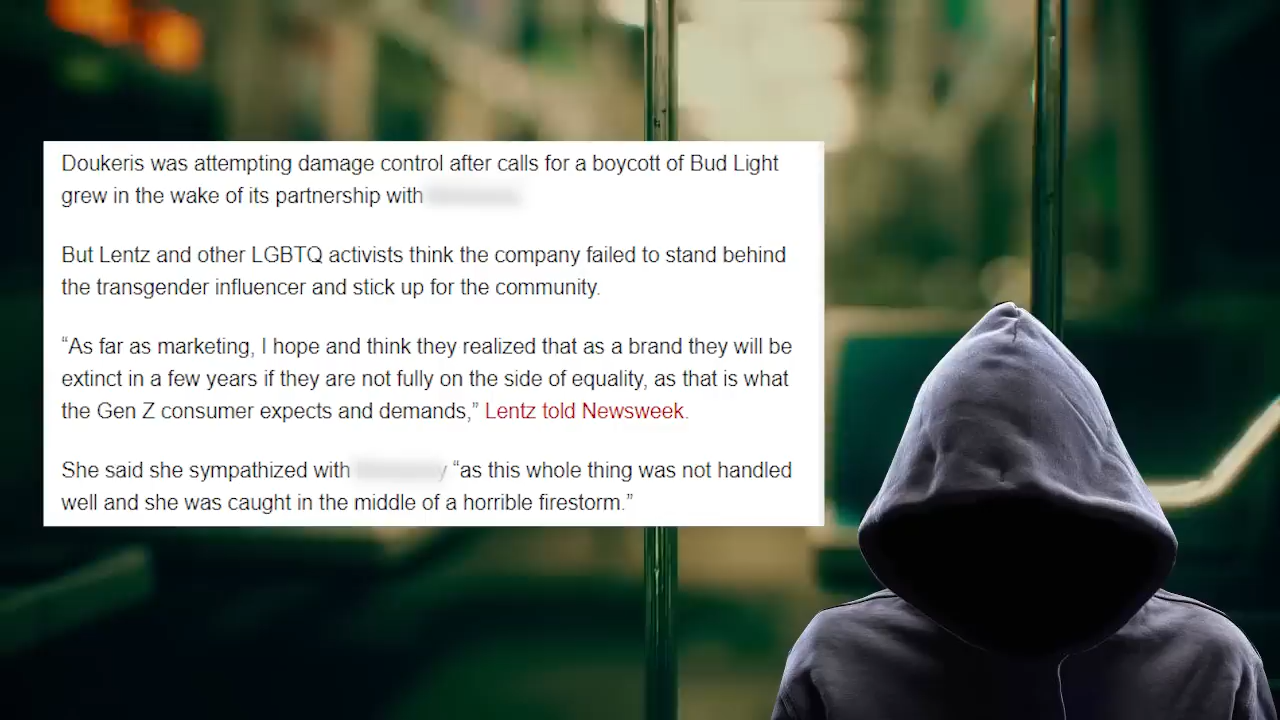 Doukeris was attempting damage control after calls for a boycott of Bud Light
grew in the wake of its partnership with
But Lentz and other LGBTQ activists think the company failed to stand behind
the transgender influencer and stick up for the community.
“As far as marketing, I hope and think they realized that as a brand they will be
extinct in a few years if they are not fully on the side of equality, as that is what
the Gen Z consumer expects and demands,” Lentz told Newsweek.
She said she sympathized with “as this whole thing was not handled
well and she was caught in the middle of a horrible firestorm.”